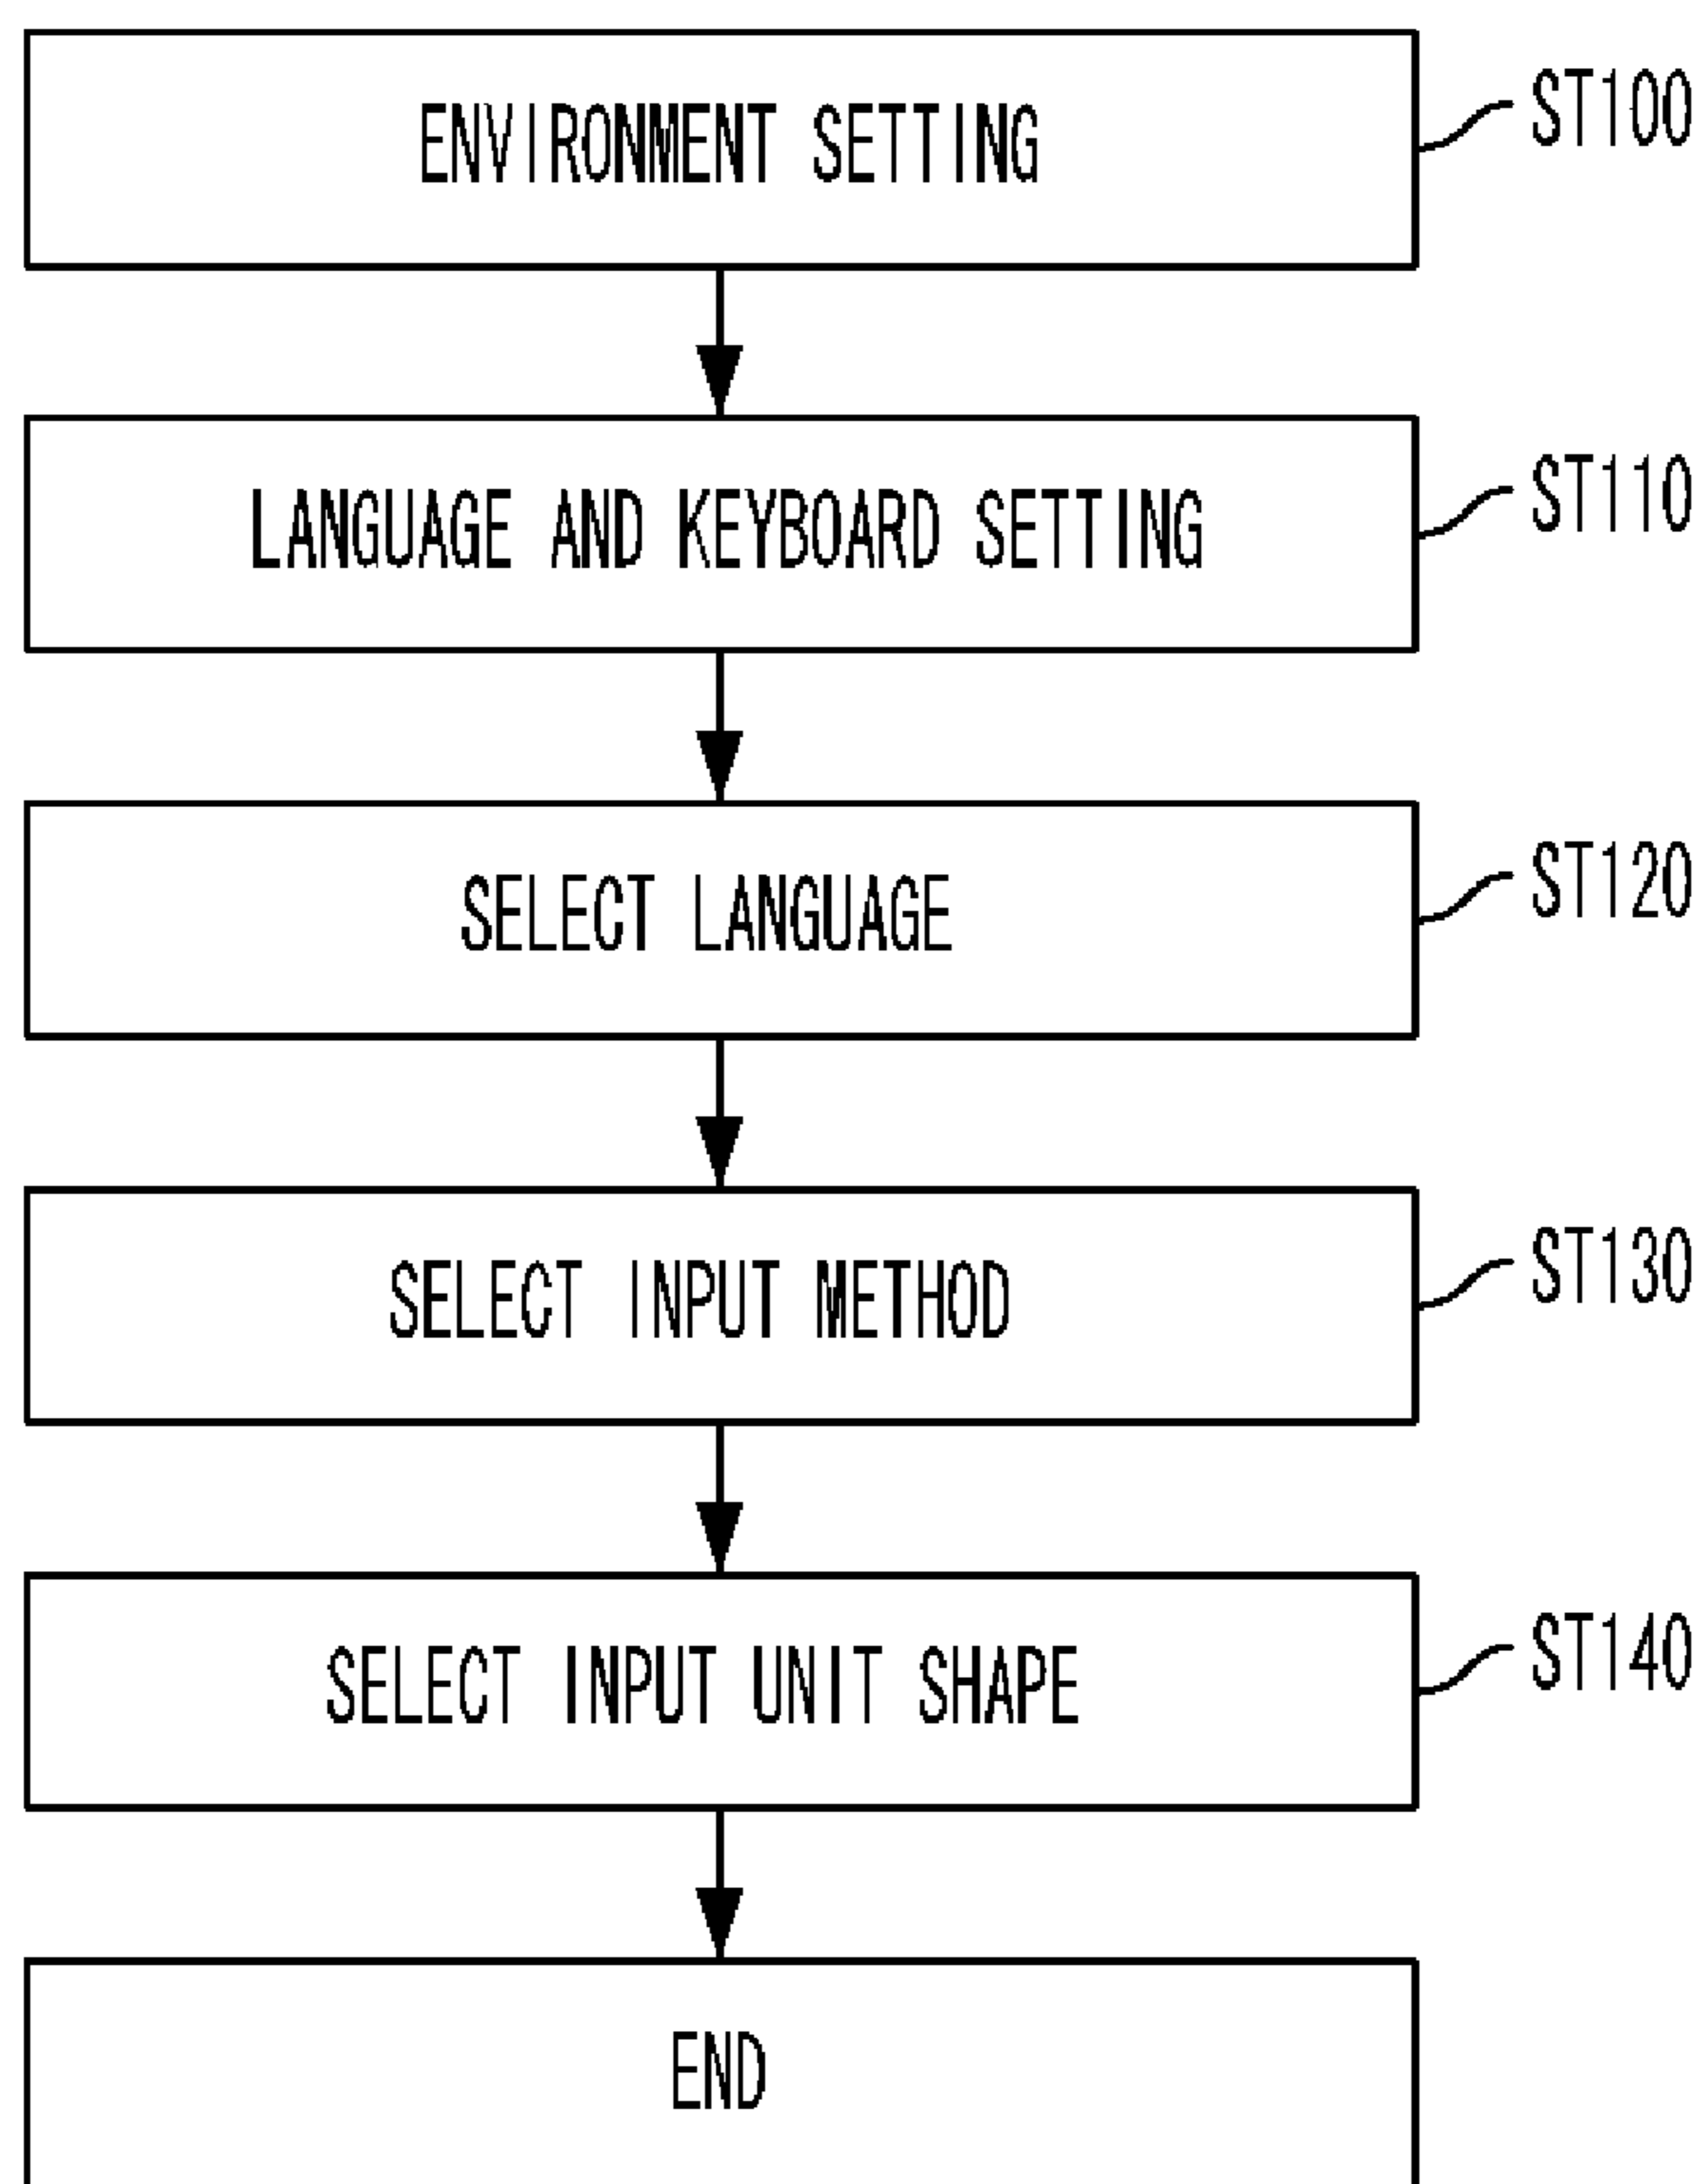 ENVIRONMENT SETTING
ST100
LANGUAGE AND KEYBOARD SETTING
ST110
SELECT LANGUAGE
ST120
SELECT INPUT METHOD
ST130
SELECT INPUT UNIT SHAPE
ST140
END